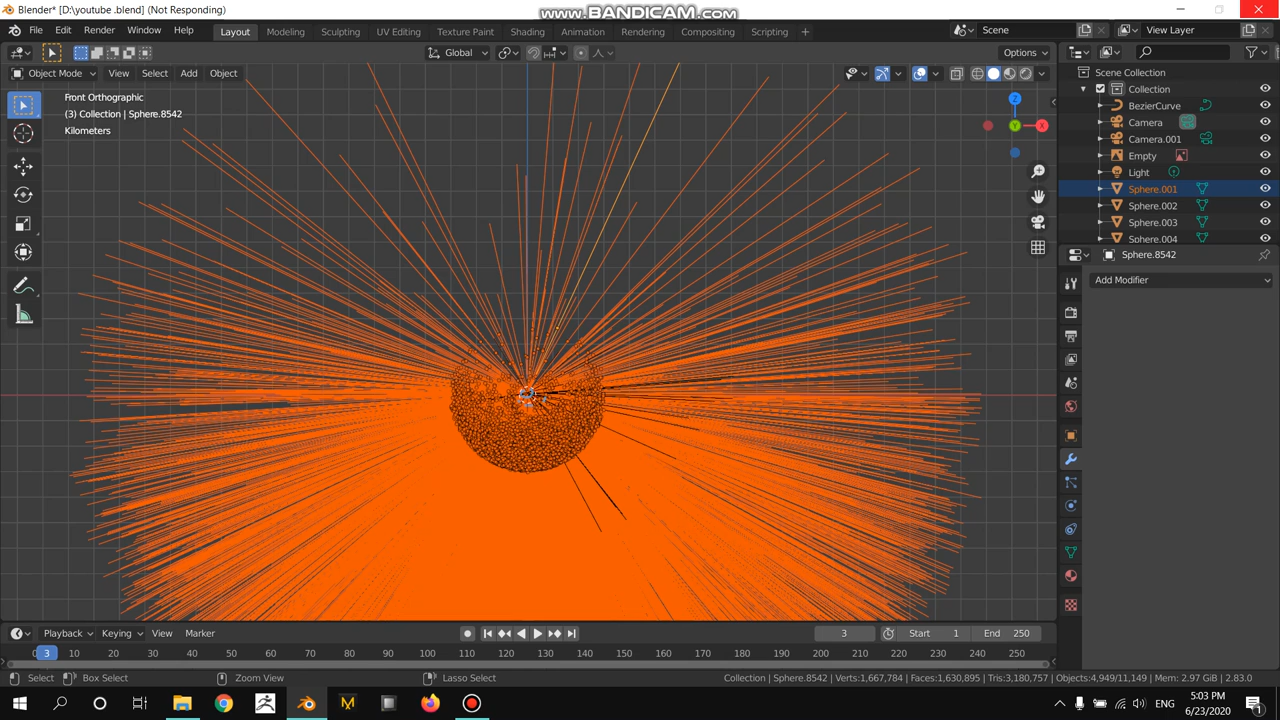 Blender* [D:\youtube .blend] (Not Responding)
www.BANDICAM.com
File Edit Render Window Help Layout Modeling Sculpting UV Editing Texture Paint Shading Animation Rendering Compositing Scripting + Scene View Layer
Global Options
Object Mode View Select Add Object
Front Orthographic
(3) Collection | Sphere.8542
Kilometers
Z
Y
X
Scene Collection
Collection
BezierCurve
Camera
Camera.001
Empty
Light
Sphere.001
Sphere.002
Sphere.003
Sphere.004
Sphere.8542
Add Modifier
Playback Keying View Marker 3 Start 1 End 250
0 3 10 20 30 40 50 60 70 80 90 100 110 120 130 140 150 160 170 180 190 200 210 220 230 240 250
Select Box Select Zoom View Lasso Select Collection | Sphere.8542 | Verts:1,667,784 | Faces:1,630,895 | Tris:3,180,757 | Objects:4,949/11,149 | Mem: 2.97 GiB | 2.83.0
5:03 PM
6/23/2020
1